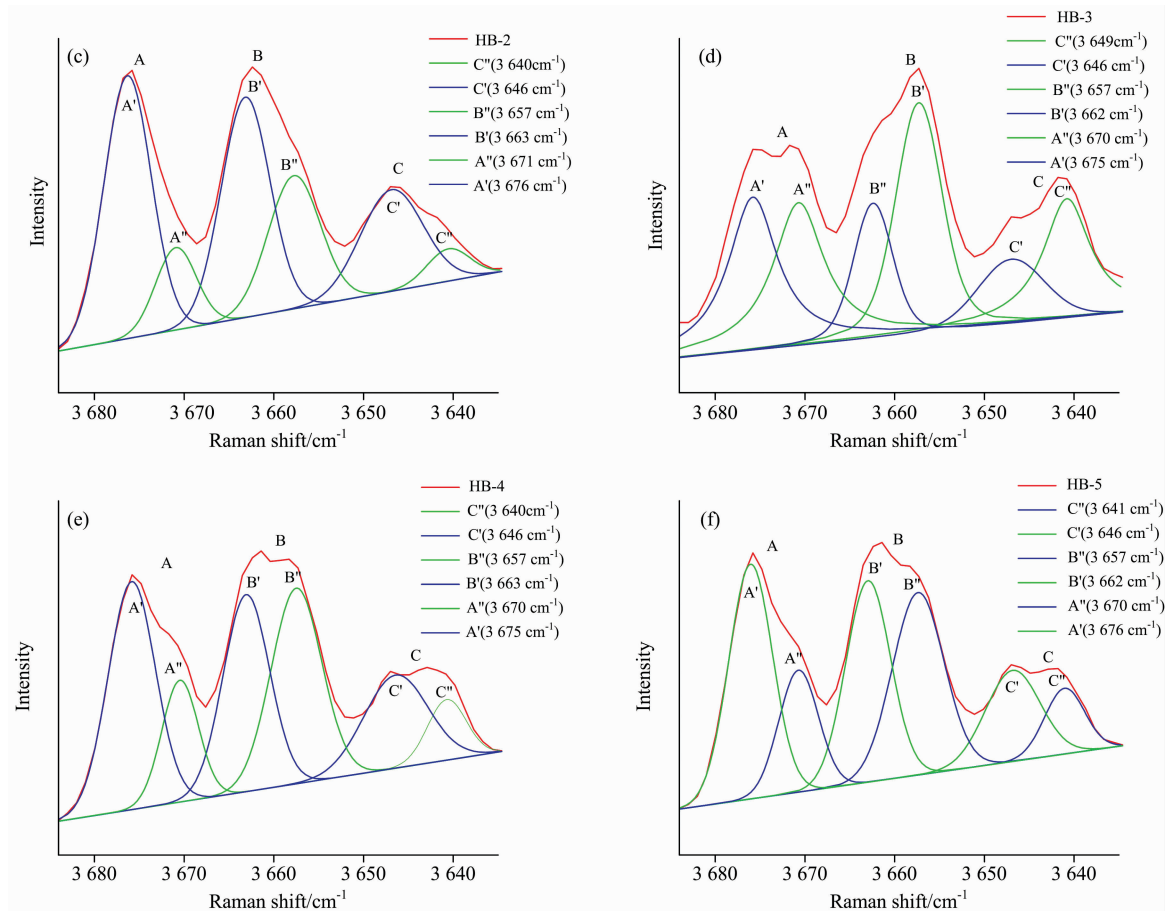 (c)
A
B
HB-2
C"(3 640cm-1)
C'(3 646 cm-1)
B"(3 657 cm-1)
B'(3 663 cm-1)
A"(3 671 cm-1)
A'(3 676 cm-1)
A'
B'
A"
B"
C
C'
C"
Intensity
3 680
3 670
3 660
3 650
3 640
Raman shift/cm-1
(d)
HB-3
C"(3 649cm-1)
C'(3 646 cm-1)
B"(3 657 cm-1)
B'(3 662 cm-1)
A"(3 670 cm-1)
A'(3 675 cm-1)
A
B
B'
A'
A"
B"
C
C"
C'
Intensity
3 680
3 670
3 660
3 650
3 640
Raman shift/cm-1
(e)
HB-4
C"(3 640cm-1)
C'(3 646 cm-1)
B"(3 657 cm-1)
B'(3 663 cm-1)
A"(3 670 cm-1)
A'(3 675 cm-1)
A
B
A'
B'
B"
A"
C
C'
C"
Intensity
3 680
3 670
3 660
3 650
3 640
Raman shift/cm-1
(f)
HB-5
C"(3 641 cm-1)
C'(3 646 cm-1)
B"(3 657 cm-1)
B'(3 662 cm-1)
A"(3 670 cm-1)
A'(3 676 cm-1)
A
B
A'
B'
B"
A"
C
C'
C"
Intensity
3 680
3 670
3 660
3 650
3 640
Raman shift/cm-1